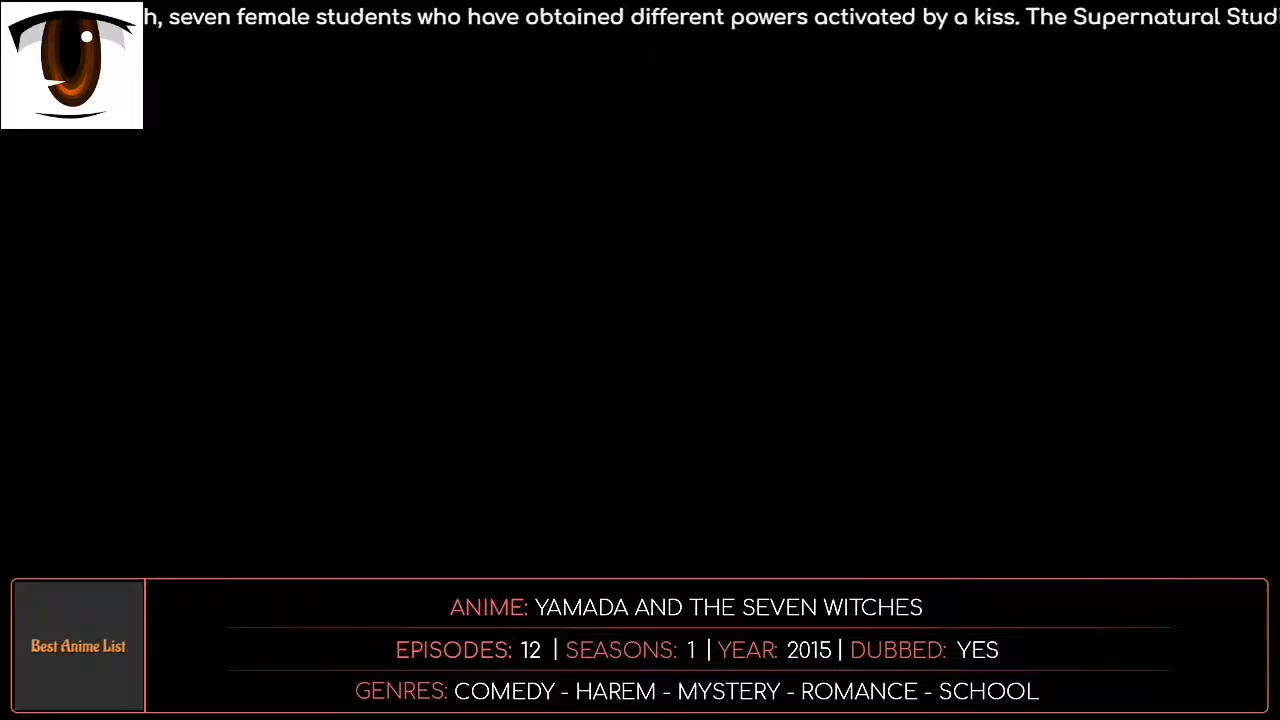 h, seven female students who have obtained different powers activated by a kiss. The Supernatural Studi
ANIME: YAMADA AND THE SEVEN WITCHES
EPISODES: 12 | SEASONS: 1 | YEAR: 2015 | DUBBED: YES
Best Anime List
GENRES: COMEDY - HAREM - MYSTERY - ROMANCE - SCHOOL